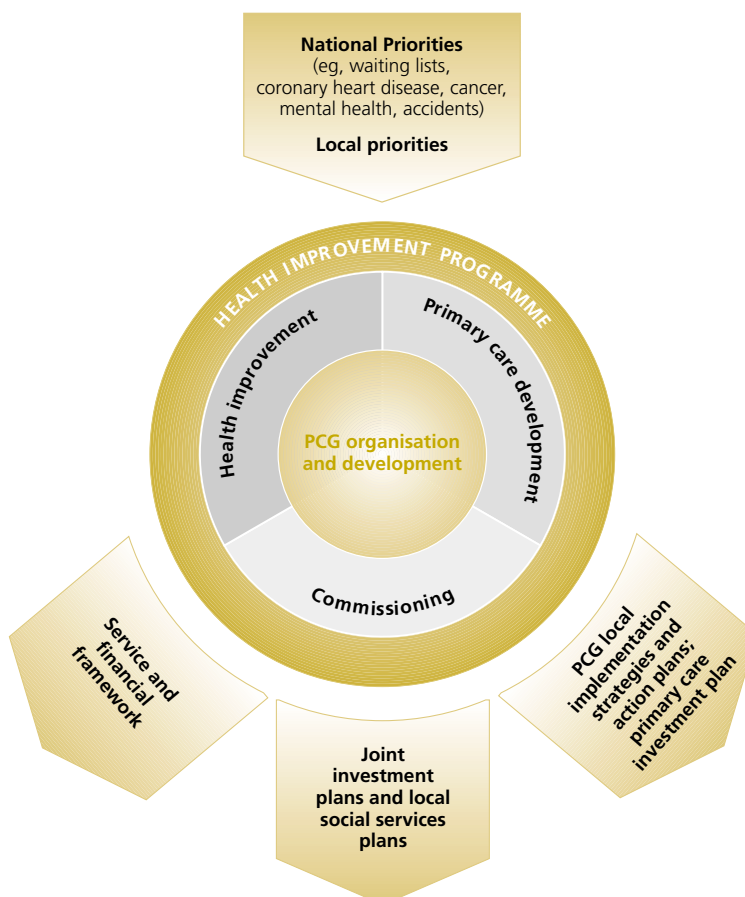 National Priorities
(eg, waiting lists,
coronary heart disease, cancer,
mental health, accidents)
Local priorities
HEALTH IMPROVEMENT PROGRAMME
Health improvement
Primary care development
PCG organisation
and development
Commissioning
Service and
financial
framework
Joint
investment
plans and local
social services
plans
PCG local
implementation
strategies and
action plans;
primary care
investment plan